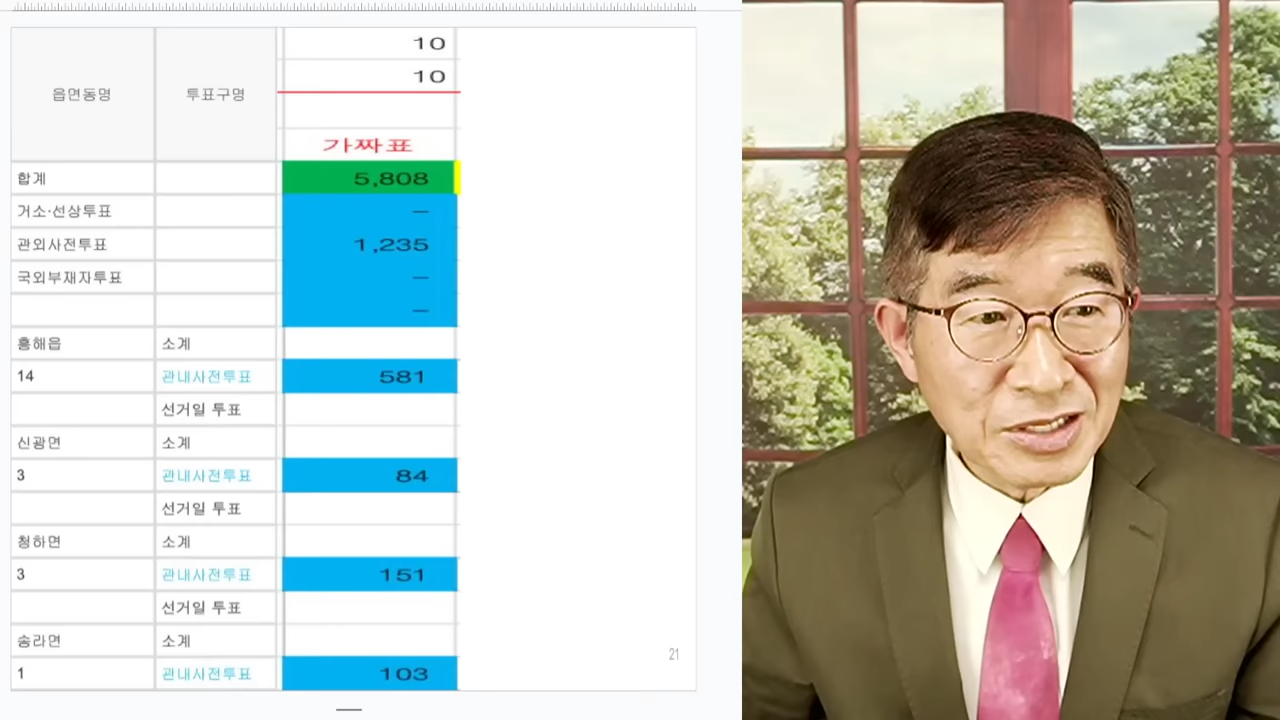 10
읍면동명 투표구명 10
가짜표
합계 5,808
거소·선상투표 —
관외사전투표 1,235
국외부재자투표 —
—
흥해읍 소계
14 관내사전투표 581
선거일 투표
신광면 소계
3 관내사전투표 84
선거일 투표
청하면 소계
3 관내사전투표 151
선거일 투표
송라면 소계
1 관내사전투표 103
21